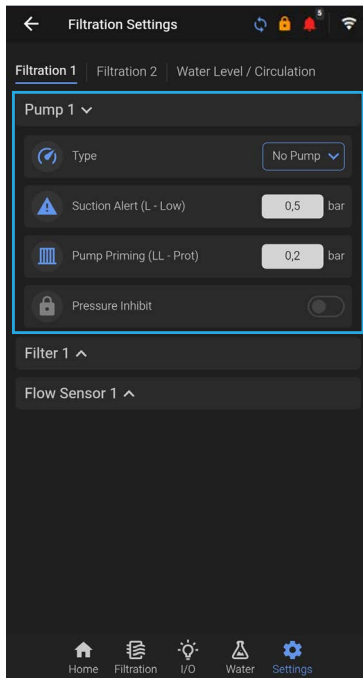 Filtration Settings
5
Filtration 1
Filtration 2
Water Level / Circulation
Pump 1
Type
No Pump
Suction Alert (L - Low)
0,5
bar
Pump Priming (LL - Prot)
0,2
bar
Pressure Inhibit
Filter 1
Flow Sensor 1
Home
Filtration
I/O
Water
Settings